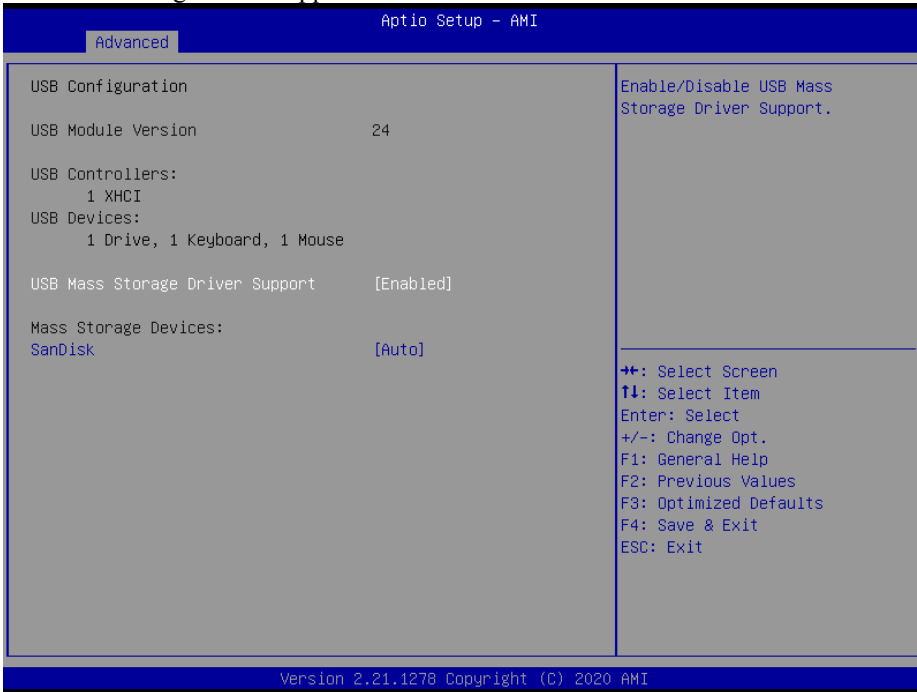 Aptio Setup – AMI
Advanced
USB Configuration
USB Module Version 24
USB Controllers:
1 XHCI
USB Devices:
1 Drive, 1 Keyboard, 1 Mouse
USB Mass Storage Driver Support [Enabled]
Mass Storage Devices:
SanDisk [Auto]
Enable/Disable USB Mass
Storage Driver Support.
→←: Select Screen
↑↓: Select Item
Enter: Select
+/-: Change Opt.
F1: General Help
F2: Previous Values
F3: Optimized Defaults
F4: Save & Exit
ESC: Exit
Version 2.21.1278 Copyright (C) 2020 AMI